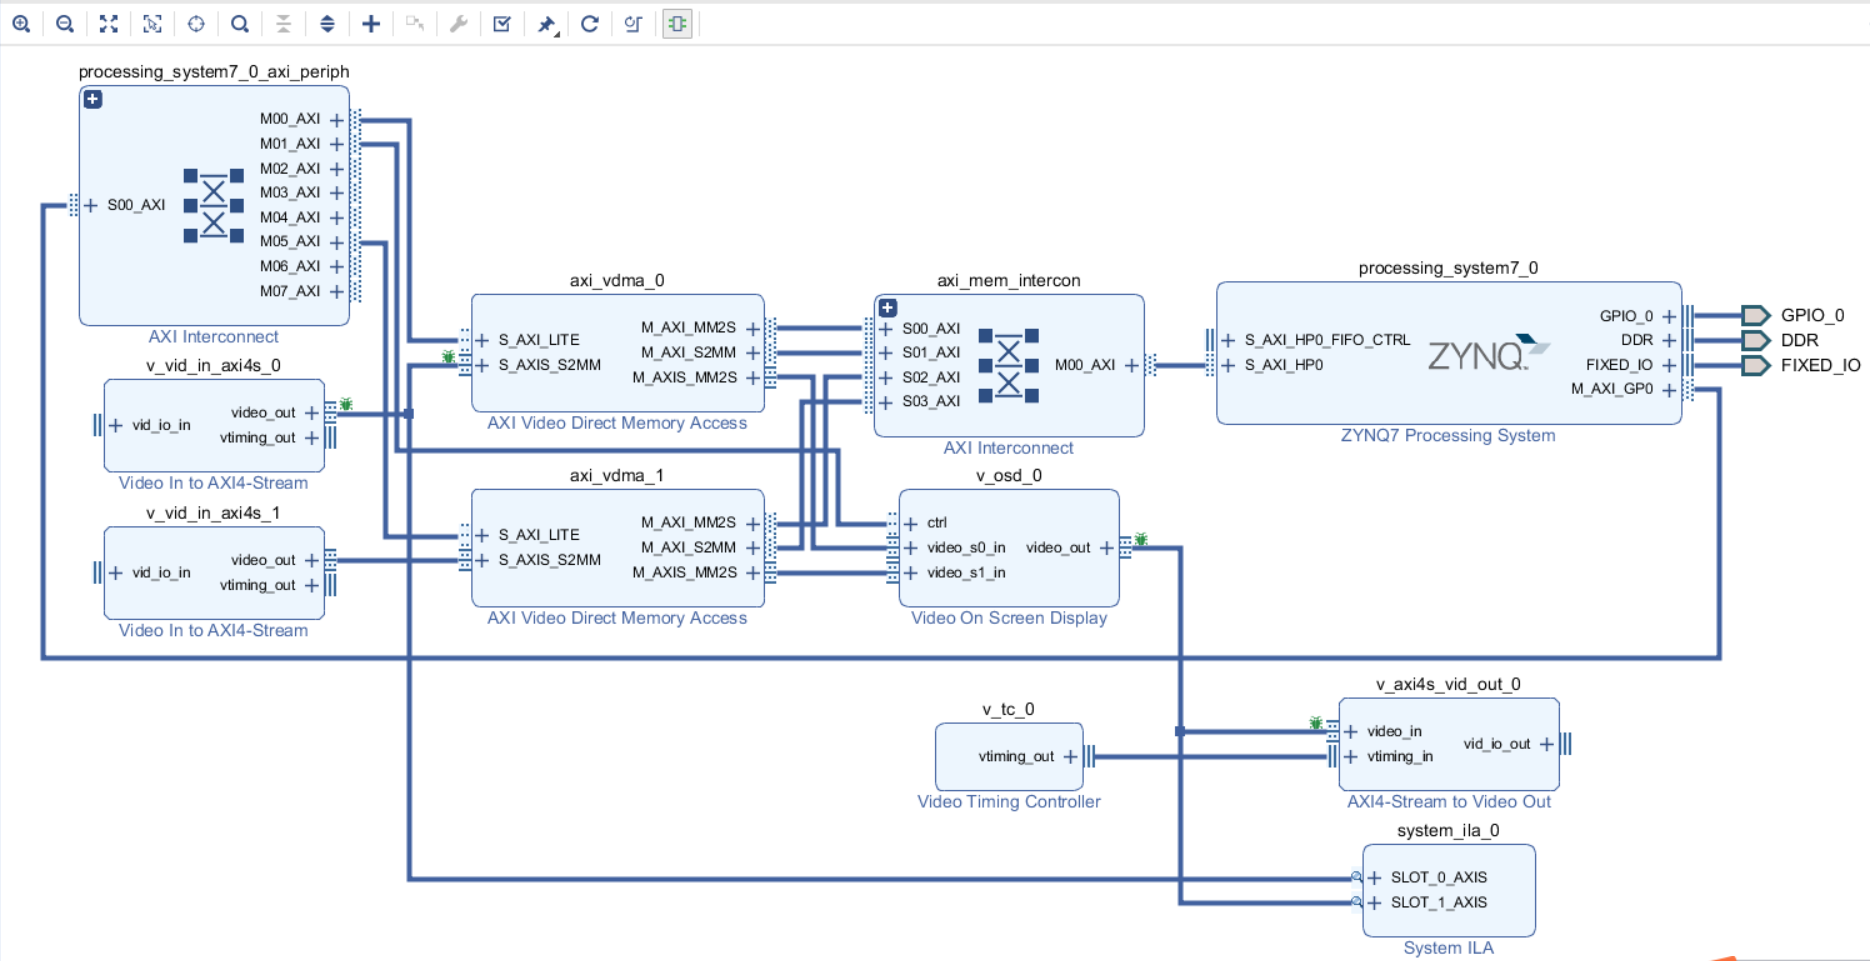 processing_system7_0_axi_periph
M00_AXI
M01_AXI
M02_AXI
M03_AXI
S00_AXI
M04_AXI
M05_AXI
M06_AXI
M07_AXI
AXI Interconnect
v_vid_in_axi4s_0
video_out
vid_io_in
vtiming_out
Video In to AXI4-Stream
v_vid_in_axi4s_1
video_out
vid_io_in
vtiming_out
Video In to AXI4-Stream
axi_vdma_0
M_AXI_MM2S
S_AXI_LITE
M_AXI_S2MM
S_AXIS_S2MM
M_AXIS_MM2S
AXI Video Direct Memory Access
axi_vdma_1
M_AXI_MM2S
S_AXI_LITE
M_AXI_S2MM
S_AXIS_S2MM
M_AXIS_MM2S
AXI Video Direct Memory Access
axi_mem_intercon
S00_AXI
S01_AXI
M00_AXI
S02_AXI
S03_AXI
AXI Interconnect
v_osd_0
ctrl
video_s0_in
video_out
video_s1_in
Video On Screen Display
processing_system7_0
GPIO_0
S_AXI_HP0_FIFO_CTRL
DDR
S_AXI_HP0
FIXED_IO
M_AXI_GP0
ZYNQ
ZYNQ7 Processing System
GPIO_0
DDR
FIXED_IO
v_tc_0
vtiming_out
Video Timing Controller
v_axi4s_vid_out_0
video_in
vid_io_out
vtiming_in
AXI4-Stream to Video Out
system_ila_0
SLOT_0_AXIS
SLOT_1_AXIS
System ILA